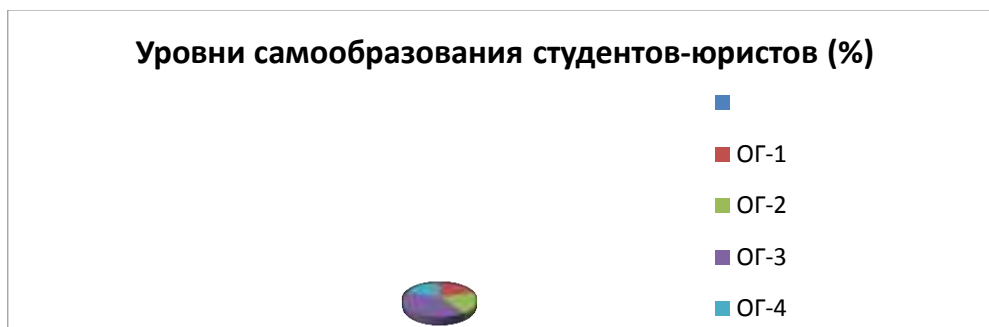 Уровни самообразования студентов-юристов (%)
ОГ-1
ОГ-2
ОГ-3
ОГ-4